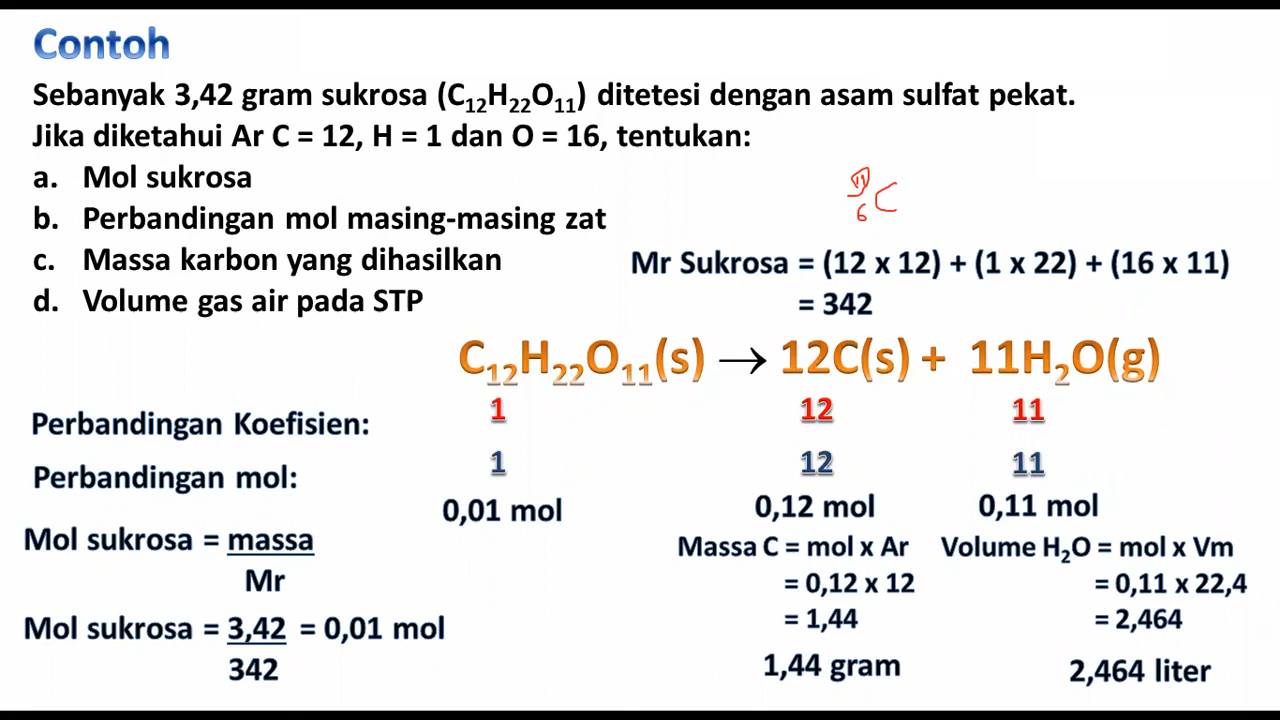 Contoh
Sebanyak 3,42 gram sukrosa (C₁₂H₂₂O₁₁) ditetesi dengan asam sulfat pekat.
Jika diketahui Ar C = 12, H = 1 dan O = 16, tentukan:
a. Mol sukrosa
b. Perbandingan mol masing-masing zat
c. Massa karbon yang dihasilkan
d. Volume gas air pada STP
6 C
Mr Sukrosa = (12 x 12) + (1 x 22) + (16 x 11)
= 342
C₁₂H₂₂O₁₁(s) → 12C(s) + 11H₂O(g)
Perbandingan Koefisien: 1 12 11
Perbandingan mol: 1 12 11
0,01 mol 0,12 mol 0,11 mol
Mol sukrosa = massa
Mr
Mol sukrosa = 3,42 = 0,01 mol
342
Massa C = mol x Ar
= 0,12 x 12
= 1,44
1,44 gram
Volume H₂O = mol x Vm
= 0,11 x 22,4
= 2,464
2,464 liter